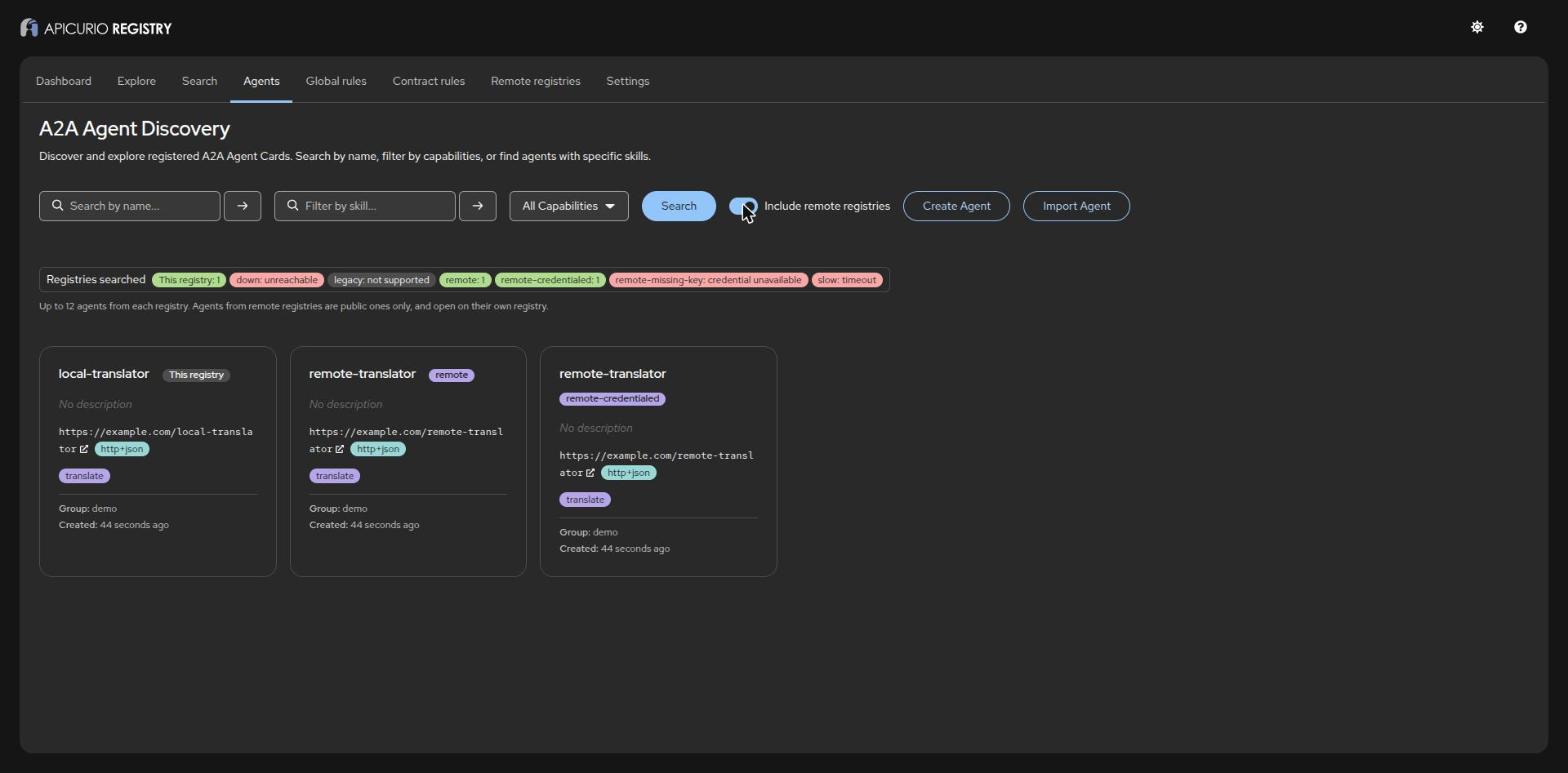 APICURIO REGISTRY
Dashboard Explore Search Agents Global rules Contract rules Remote registries Settings
A2A Agent Discovery
Discover and explore registered A2A Agent Cards. Search by name, filter by capabilities, or find agents with specific skills.
Search by name... Filter by skill... All Capabilities Search Include remote registries Create Agent Import Agent
Registries searched This registry: 1 down: unreachable legacy: not supported remote: 1 remote-credentialed: 1 remote-missing-key: credential unavailable slow: timeout
Up to 12 agents from each registry. Agents from remote registries are public ones only, and open on their own registry.
local-translator This registry
No description
https://example.com/local-transla
tor http+json
translate
Group: demo
Created: 44 seconds ago
remote-translator remote
No description
https://example.com/remote-transl
ator http+json
translate
Group: demo
Created: 44 seconds ago
remote-translator
remote-credentialed
No description
https://example.com/remote-transl
ator http+json
translate
Group: demo
Created: 44 seconds ago